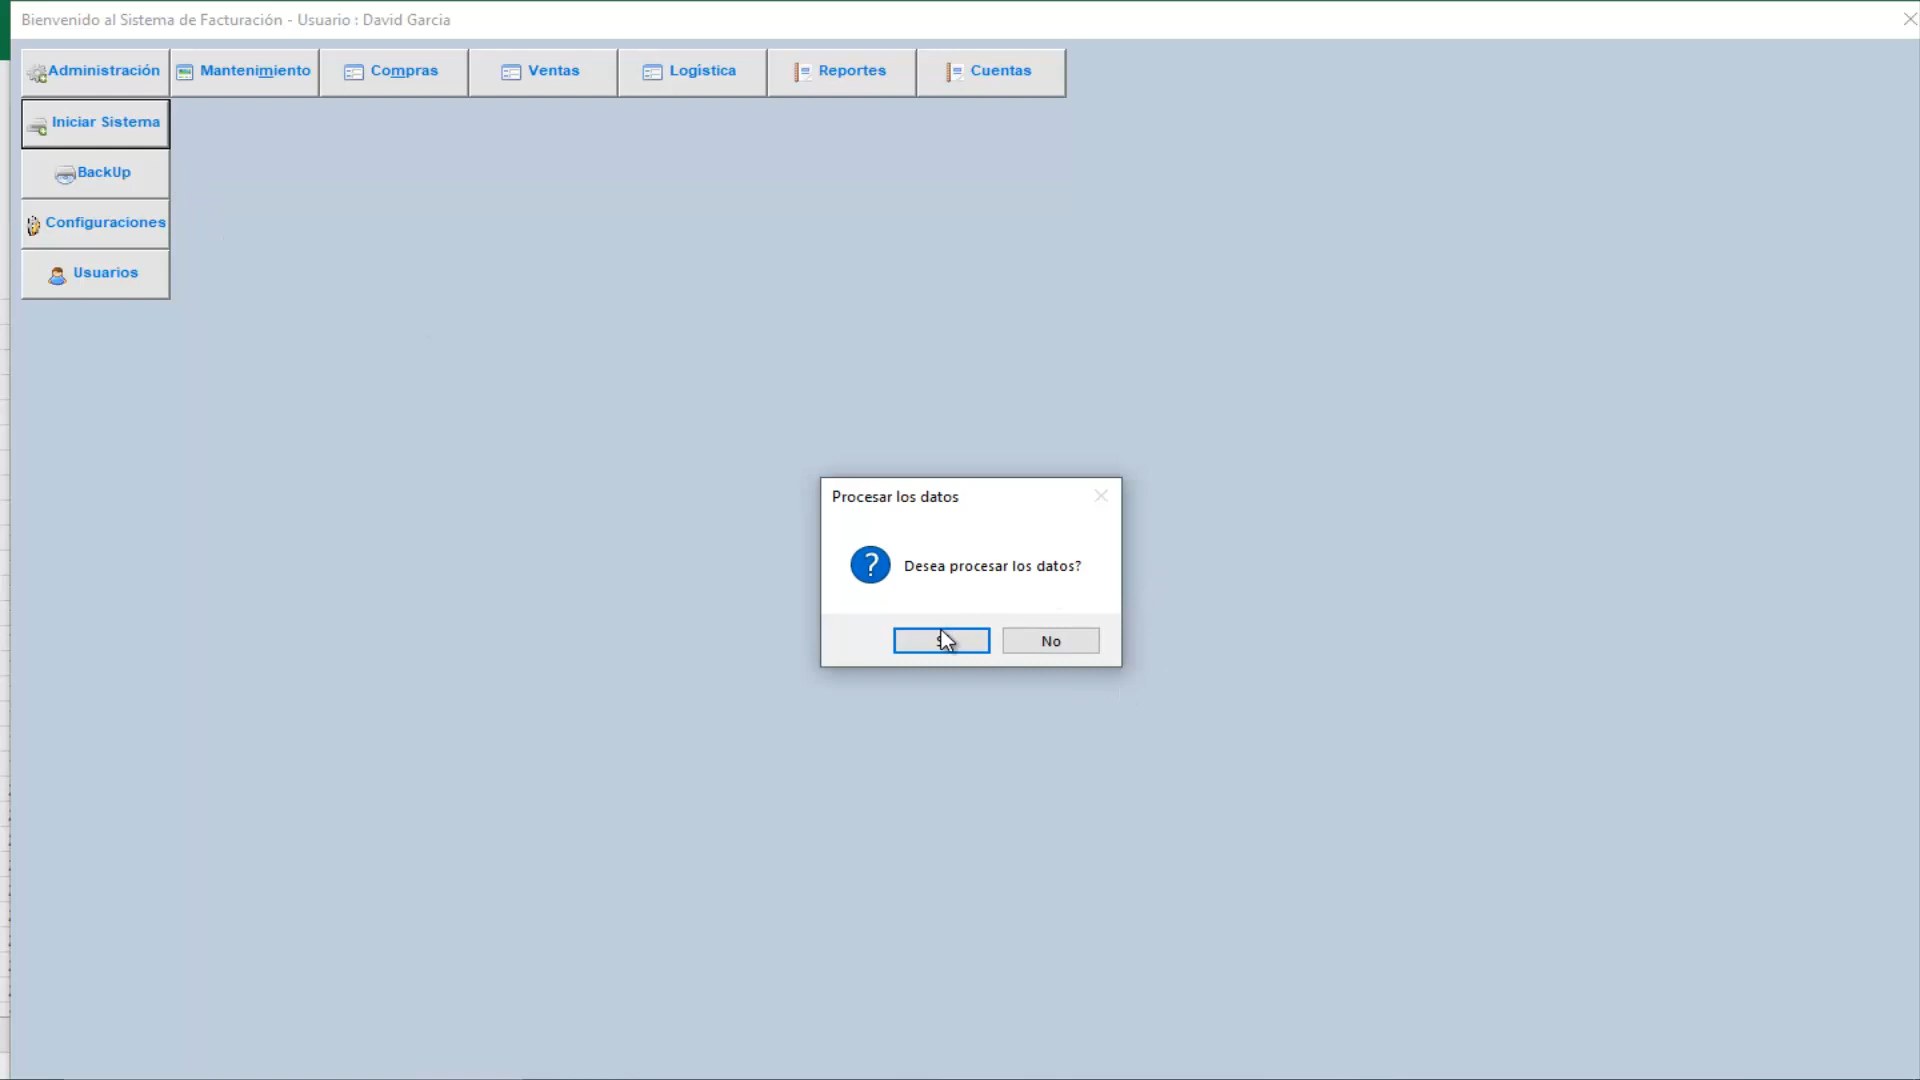 Bienvenido al Sistema de Facturación - Usuario : David Garcia
Administración Mantenimiento Compras Ventas Logística Reportes Cuentas
Iniciar Sistema
BackUp
Configuraciones
Usuarios
Procesar los datos
Desea procesar los datos?
No